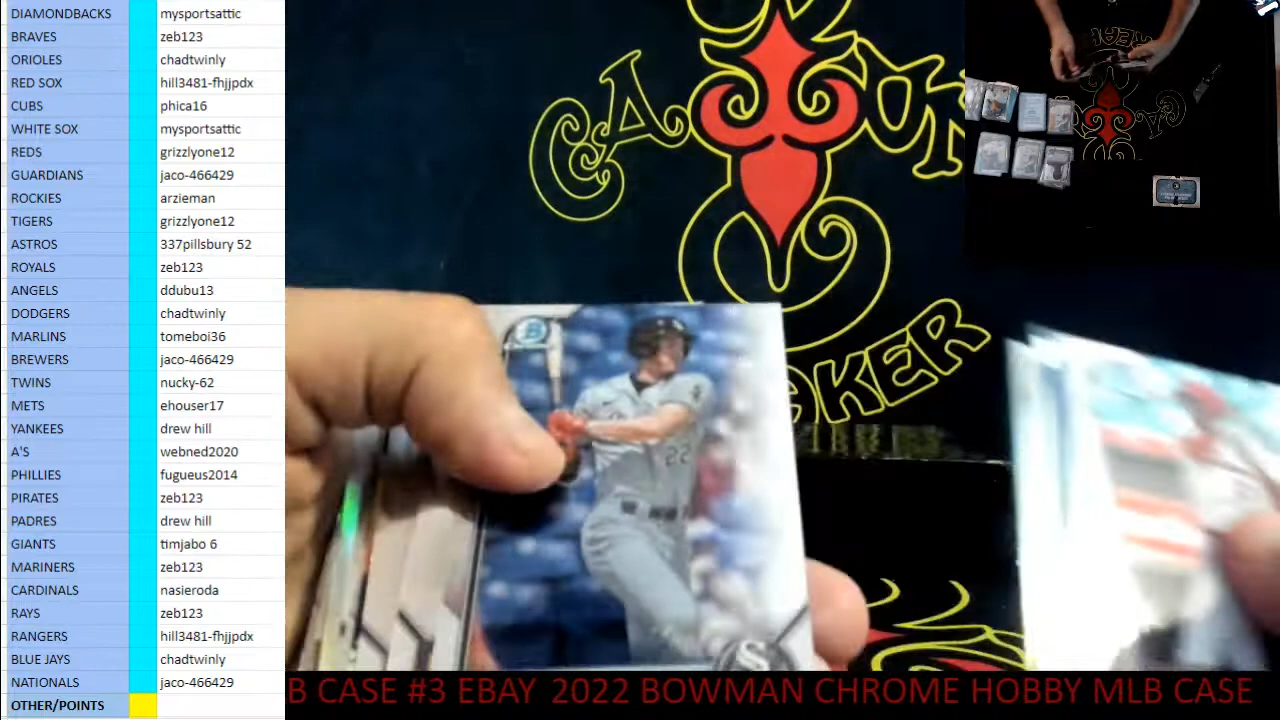 DIAMONDBACKS mysportsattic
BRAVES zeb123
ORIOLES chadtwinly
RED SOX hill3481-fhjjpdx
CUBS phica16
WHITE SOX mysportsattic
REDS grizzlyone12
GUARDIANS jaco-466429
ROCKIES arzieman
TIGERS grizzlyone12
ASTROS 337pillsbury 52
ROYALS zeb123
ANGELS ddubu13
DODGERS chadtwinly
MARLINS tomeboi36
BREWERS jaco-466429
TWINS nucky-62
METS ehouser17
YANKEES drew hill
A'S webned2020
PHILLIES fugueus2014
PIRATES zeb123
PADRES drew hill
GIANTS timjabo 6
MARINERS zeb123
CARDINALS nasieroda
RAYS zeb123
RANGERS hill3481-fhjjpdx
BLUE JAYS chadtwinly
NATIONALS jaco-466429
OTHER/POINTS
22
B CASE #3 EBAY 2022 BOWMAN CHROME HOBBY MLB CASE